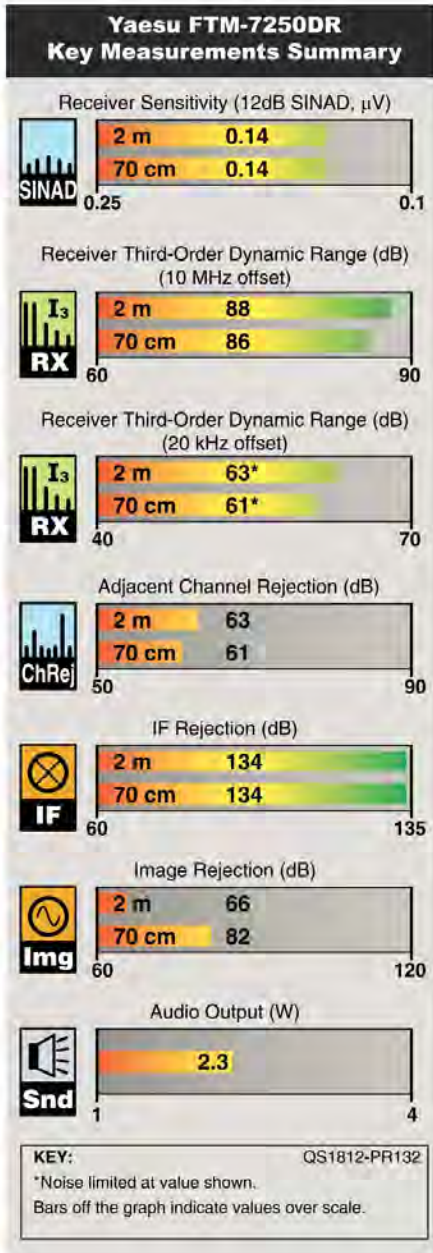 Yaesu FTM-7250DR
Key Measurements Summary
Receiver Sensitivity (12dB SINAD, μV)
SINAD
2 m 0.14
70 cm 0.14
0.25 0.1
Receiver Third-Order Dynamic Range (dB)
(10 MHz offset)
I₃
RX
2 m 88
70 cm 86
60 90
Receiver Third-Order Dynamic Range (dB)
(20 kHz offset)
I₃
RX
2 m 63*
70 cm 61*
40 70
Adjacent Channel Rejection (dB)
ChRej
2 m 63
70 cm 61
50 90
IF Rejection (dB)
IF
2 m 134
70 cm 134
60 135
Image Rejection (dB)
Img
2 m 66
70 cm 82
60 120
Audio Output (W)
Snd
2.3
1 4
KEY: QS1812-PR132
*Noise limited at value shown.
Bars off the graph indicate values over scale.